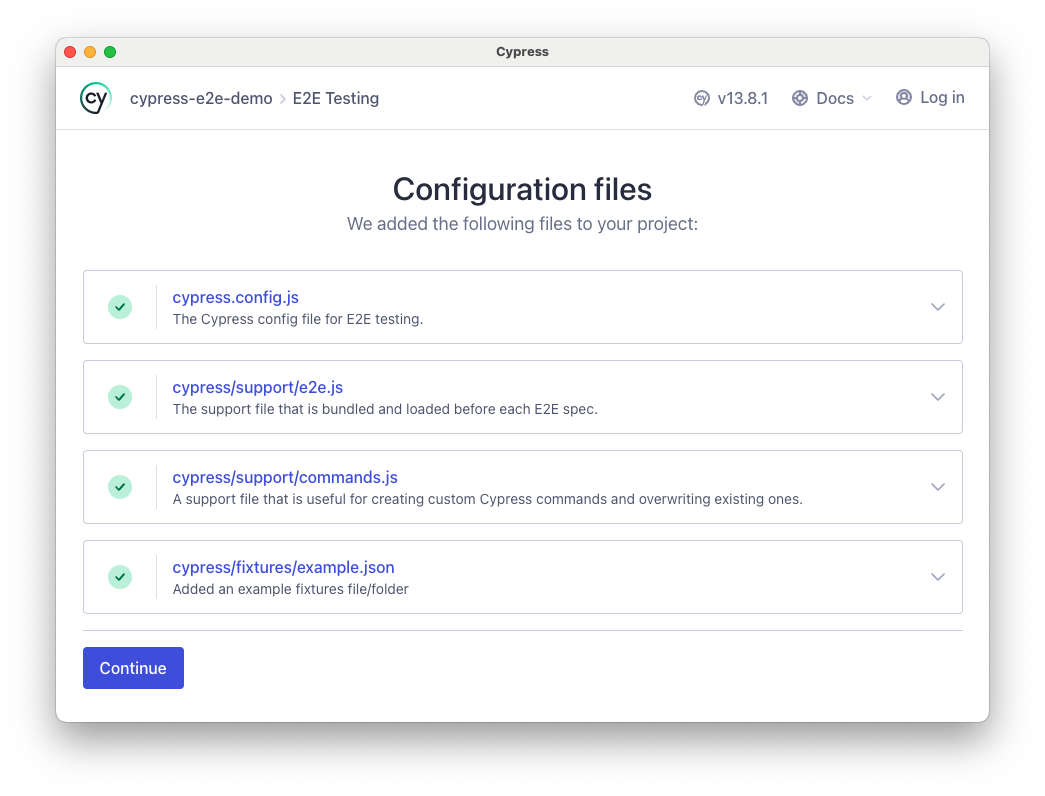 Cypress
cy cypress-e2e-demo E2E Testing cy v13.8.1 Docs Log in
Configuration files
We added the following files to your project:
cypress.config.js
The Cypress config file for E2E testing.
cypress/support/e2e.js
The support file that is bundled and loaded before each E2E spec.
cypress/support/commands.js
A support file that is useful for creating custom Cypress commands and overwriting existing ones.
cypress/fixtures/example.json
Added an example fixtures file/folder
Continue